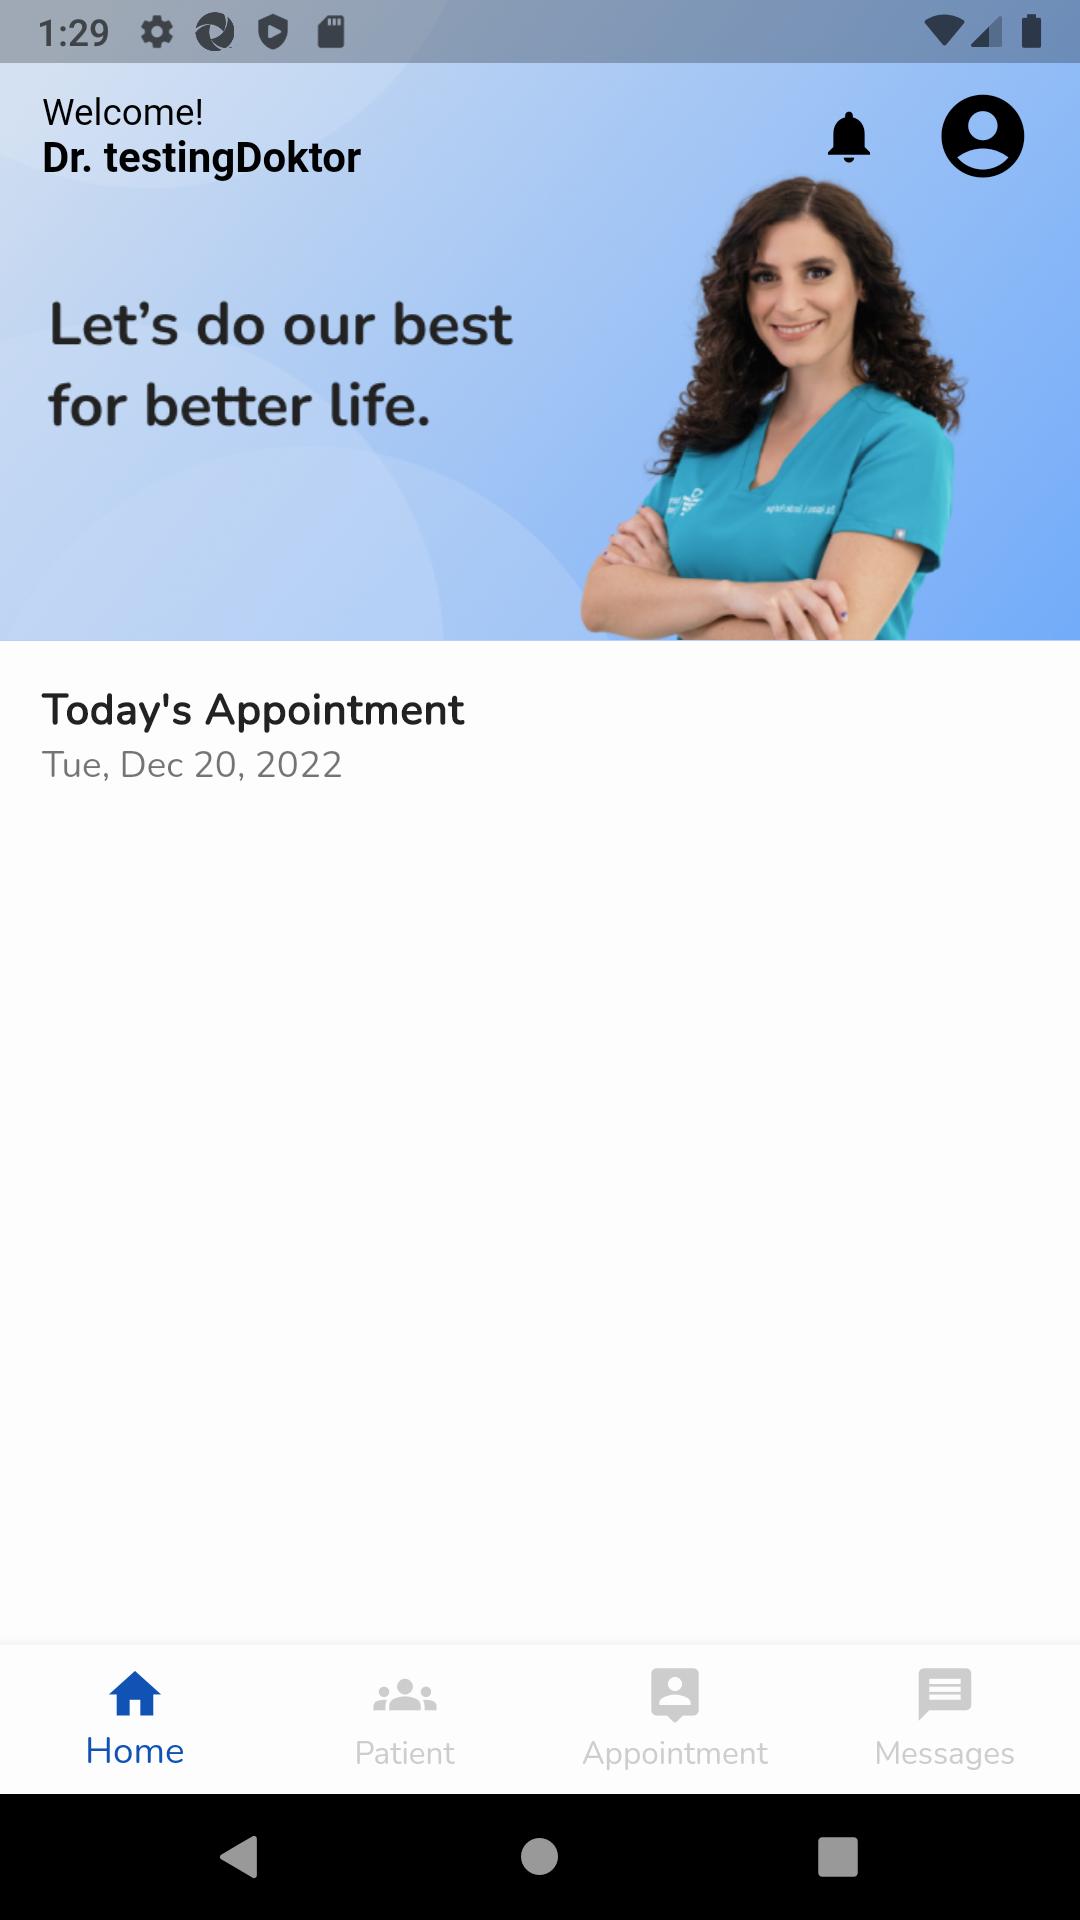 1:29
Welcome!
Dr. testingDoktor
Let’s do our best
for better life.
Today's Appointment
Tue, Dec 20, 2022
Home
Patient
Appointment
Messages